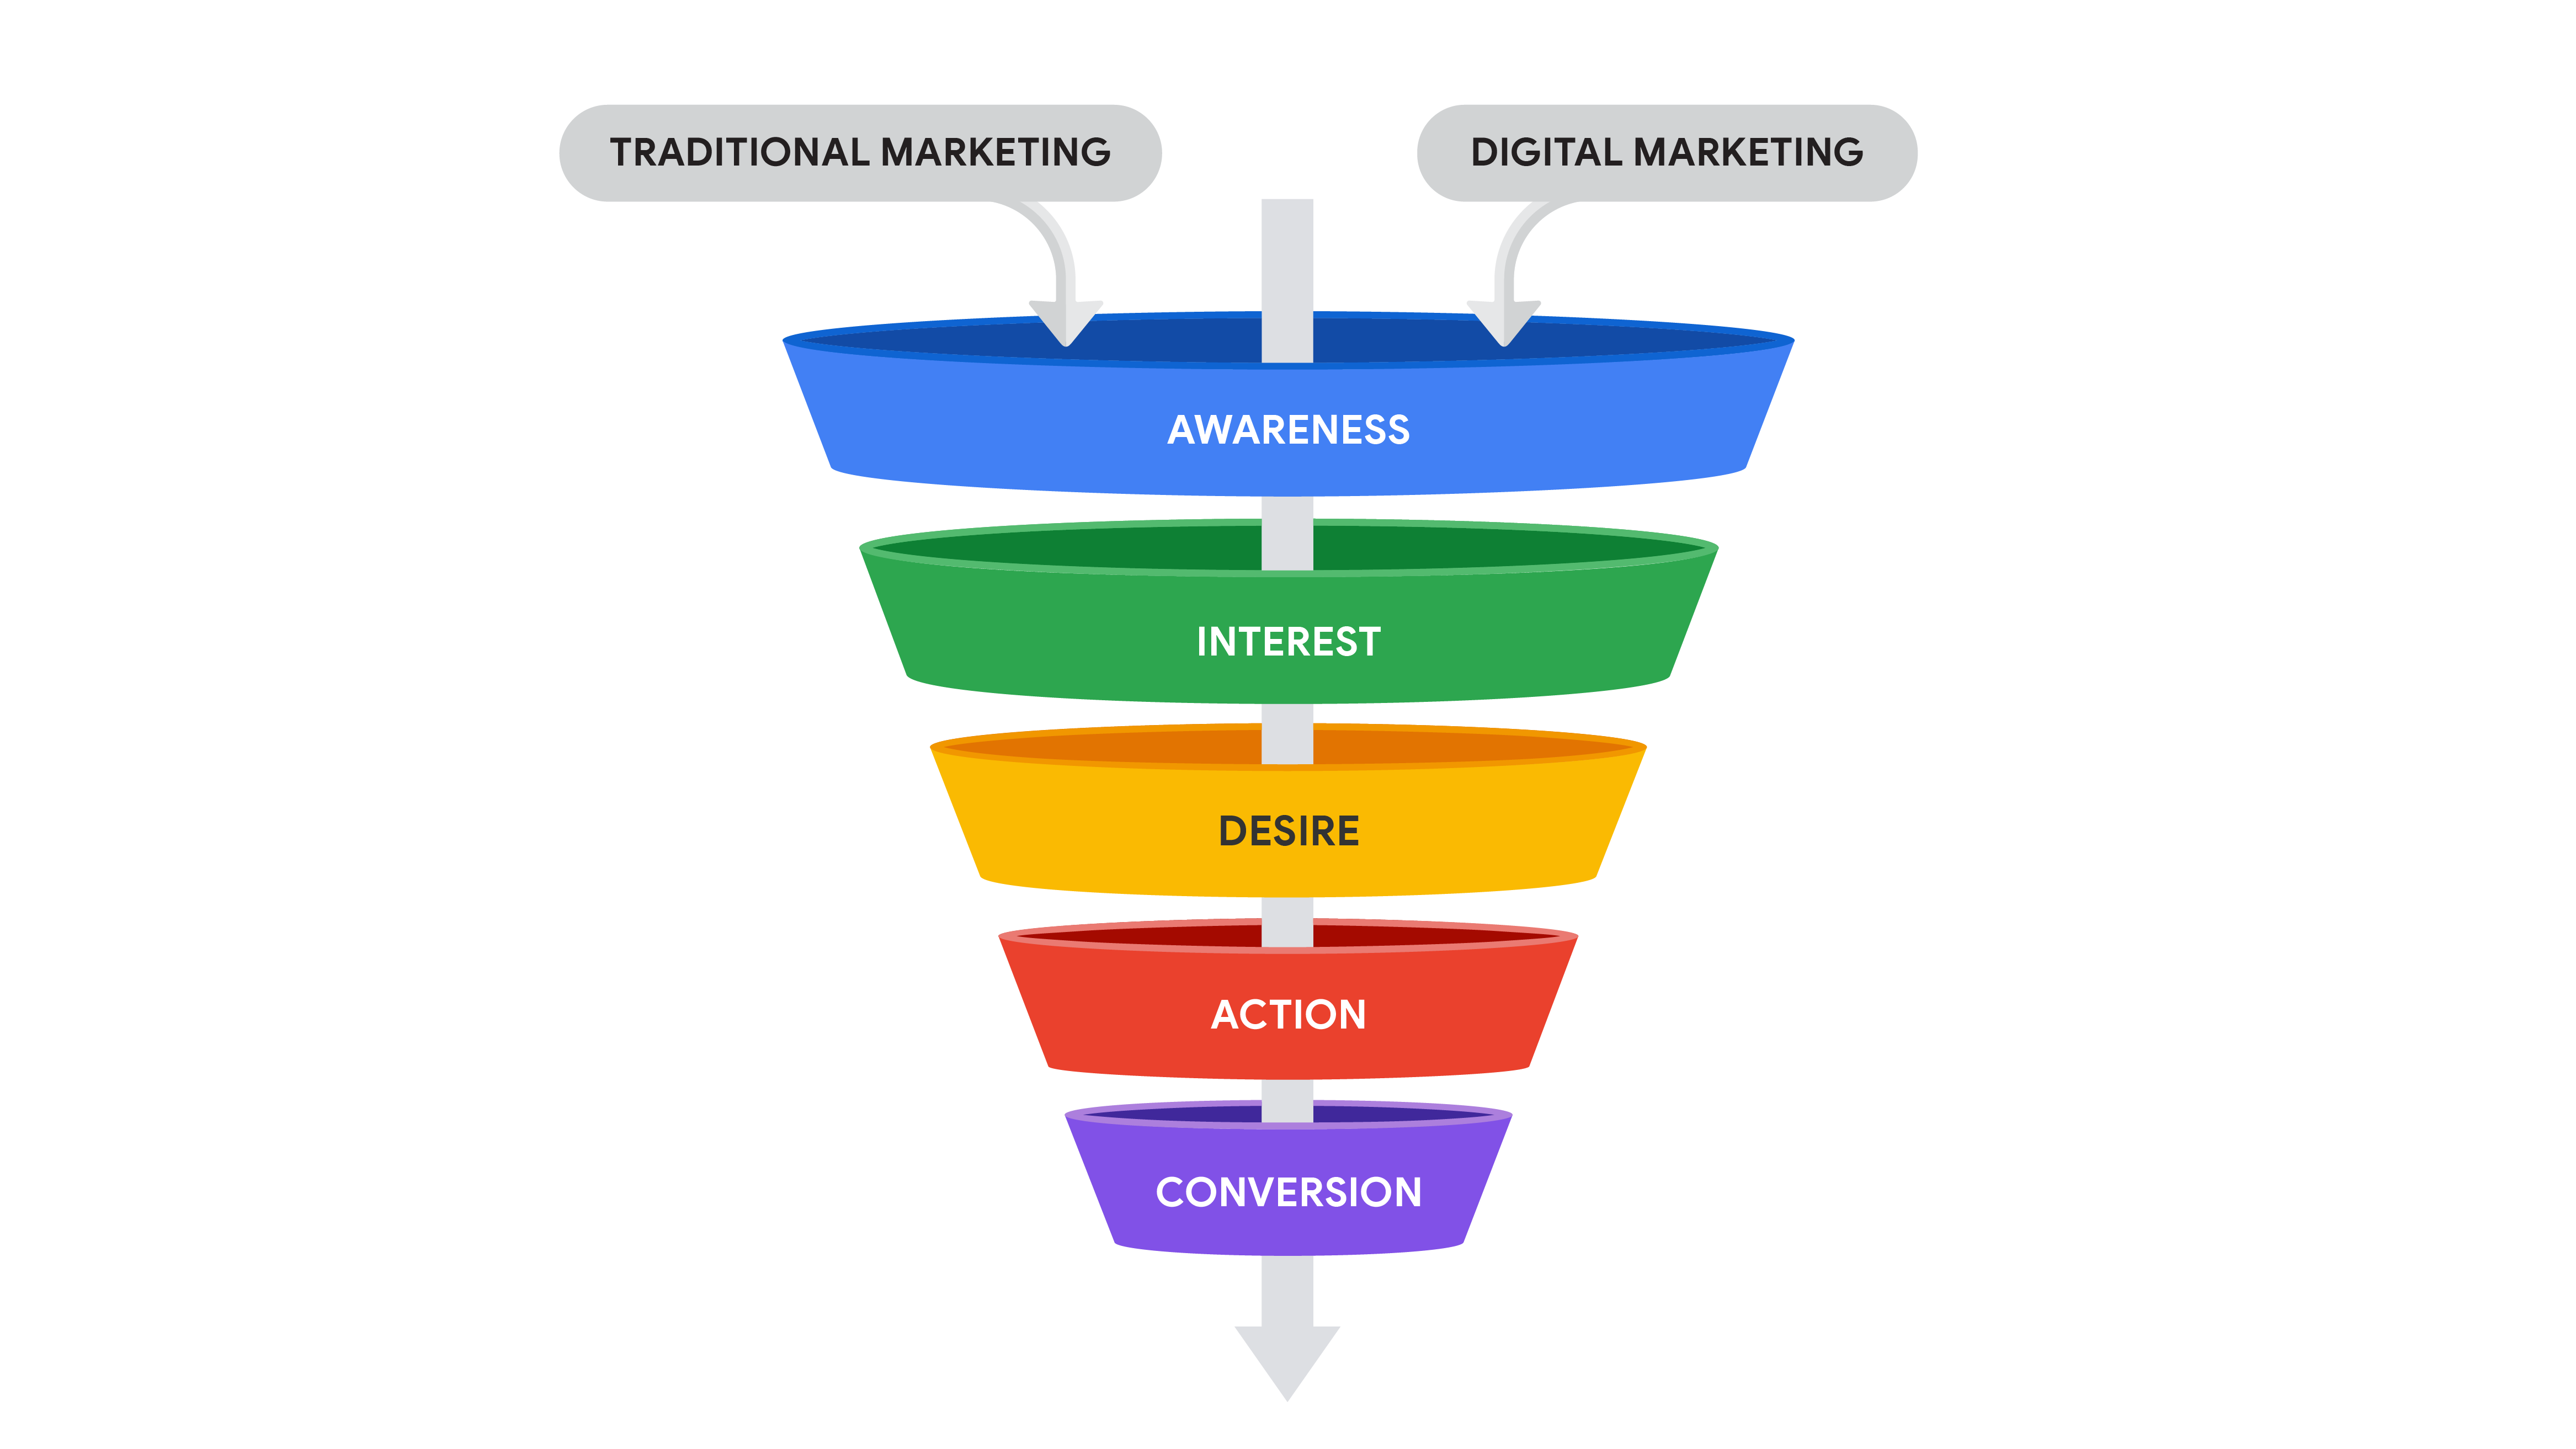 TRADITIONAL MARKETING
DIGITAL MARKETING
AWARENESS
INTEREST
DESIRE
ACTION
CONVERSION